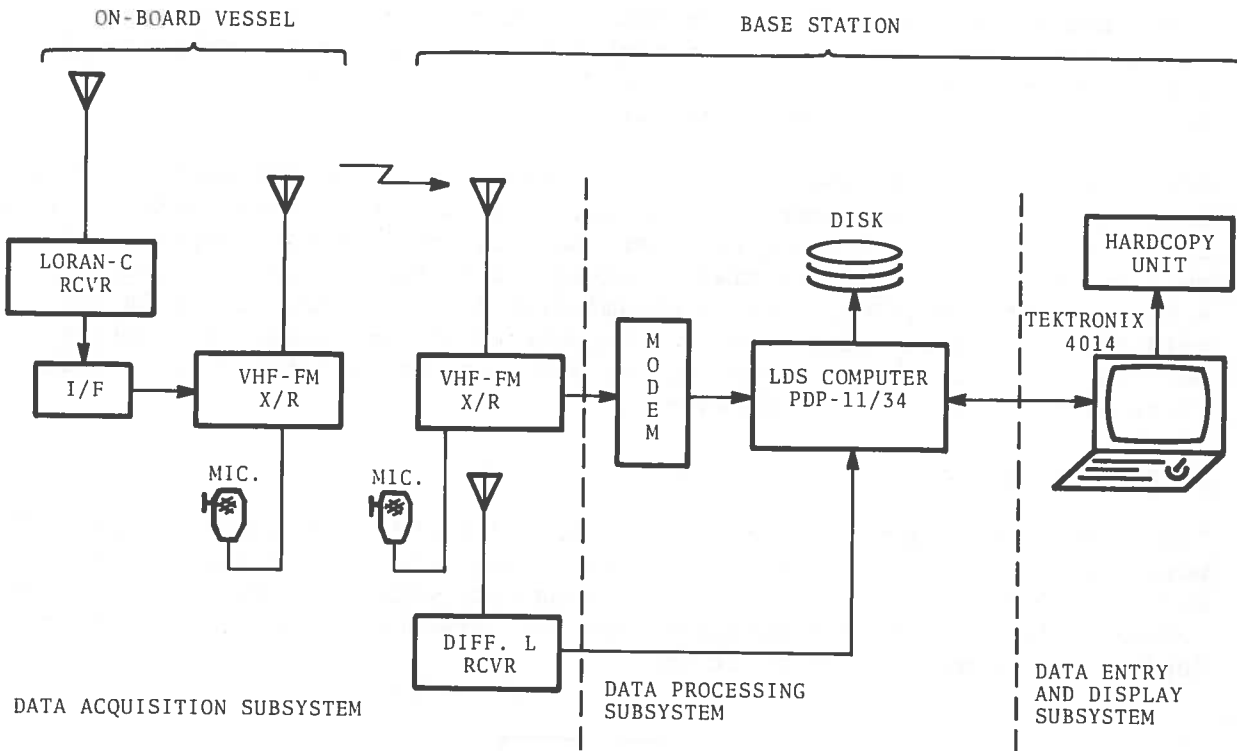 ON-BOARD VESSEL
BASE STATION
LORAN-C
RCVR
I/F
VHF-FM
X/R
MIC.
VHF-FM
X/R
MIC.
DIFF. L
RCVR
MODEM
DISK
LDS COMPUTER
PDP-11/34
HARDCOPY
UNIT
TEKTRONIX
4014
DATA ACQUISITION SUBSYSTEM
DATA PROCESSING
SUBSYSTEM
DATA ENTRY
AND DISPLAY
SUBSYSTEM